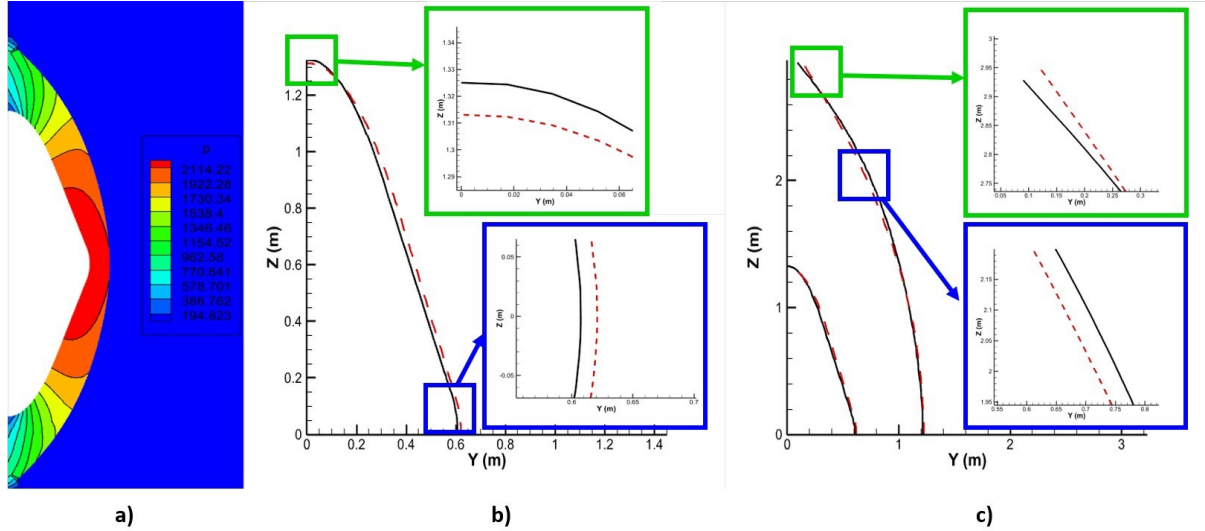 p
2114.22
1922.28
1730.34
1538.4
1346.46
1154.52
962.58
770.641
578.701
386.762
194.823
a)
Z (m)
1.2
1
0.8
0.6
0.4
0.2
0
0 0.2 0.4 0.6 0.8 1 1.2 1.4
Y (m)
1.34
1.33
1.32
1.31
1.3
1.29
Z (m)
0 0.02 0.04 0.06
Y (m)
0.05
0
-0.05
Z (m)
0.6 0.65 0.7
Y (m)
b)
Z (m)
2
1
0
0 1 2 3
Y (m)
3
2.95
2.9
2.85
2.8
2.75
Z (m)
0.05 0.1 0.15 0.2 0.25 0.3
Y (m)
2.15
2.1
2.05
2
1.95
Z (m)
0.55 0.6 0.65 0.7 0.75 0.8
Y (m)
c)